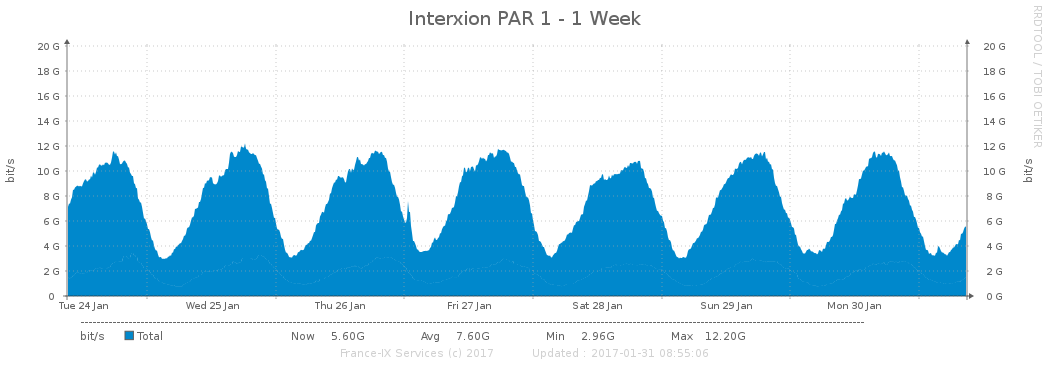 Interxion PAR 1 - 1 Week
RRDTOOL / TOBI OETIKER
20 G 20 G
18 G 18 G
16 G 16 G
14 G 14 G
12 G 12 G
10 G 10 G
8 G 8 G
6 G 6 G
4 G 4 G
2 G 2 G
0 0 G
bit/s bit/s
Tue 24 Jan Wed 25 Jan Thu 26 Jan Fri 27 Jan Sat 28 Jan Sun 29 Jan Mon 30 Jan
bit/s Total Now 5.60G Avg 7.60G Min 2.96G Max 12.20G
France-IX Services (c) 2017 Updated : 2017-01-31 08:55:06